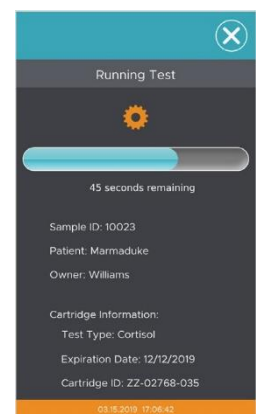 Running Test
45 seconds remaining
Sample ID: 10023
Patient: Marmaduke
Owner: Williams
Cartridge Information:
Test Type: Cortisol
Expiration Date: 12/12/2019
Cartridge ID: ZZ-02768-035
03.15.2019 17:06:42